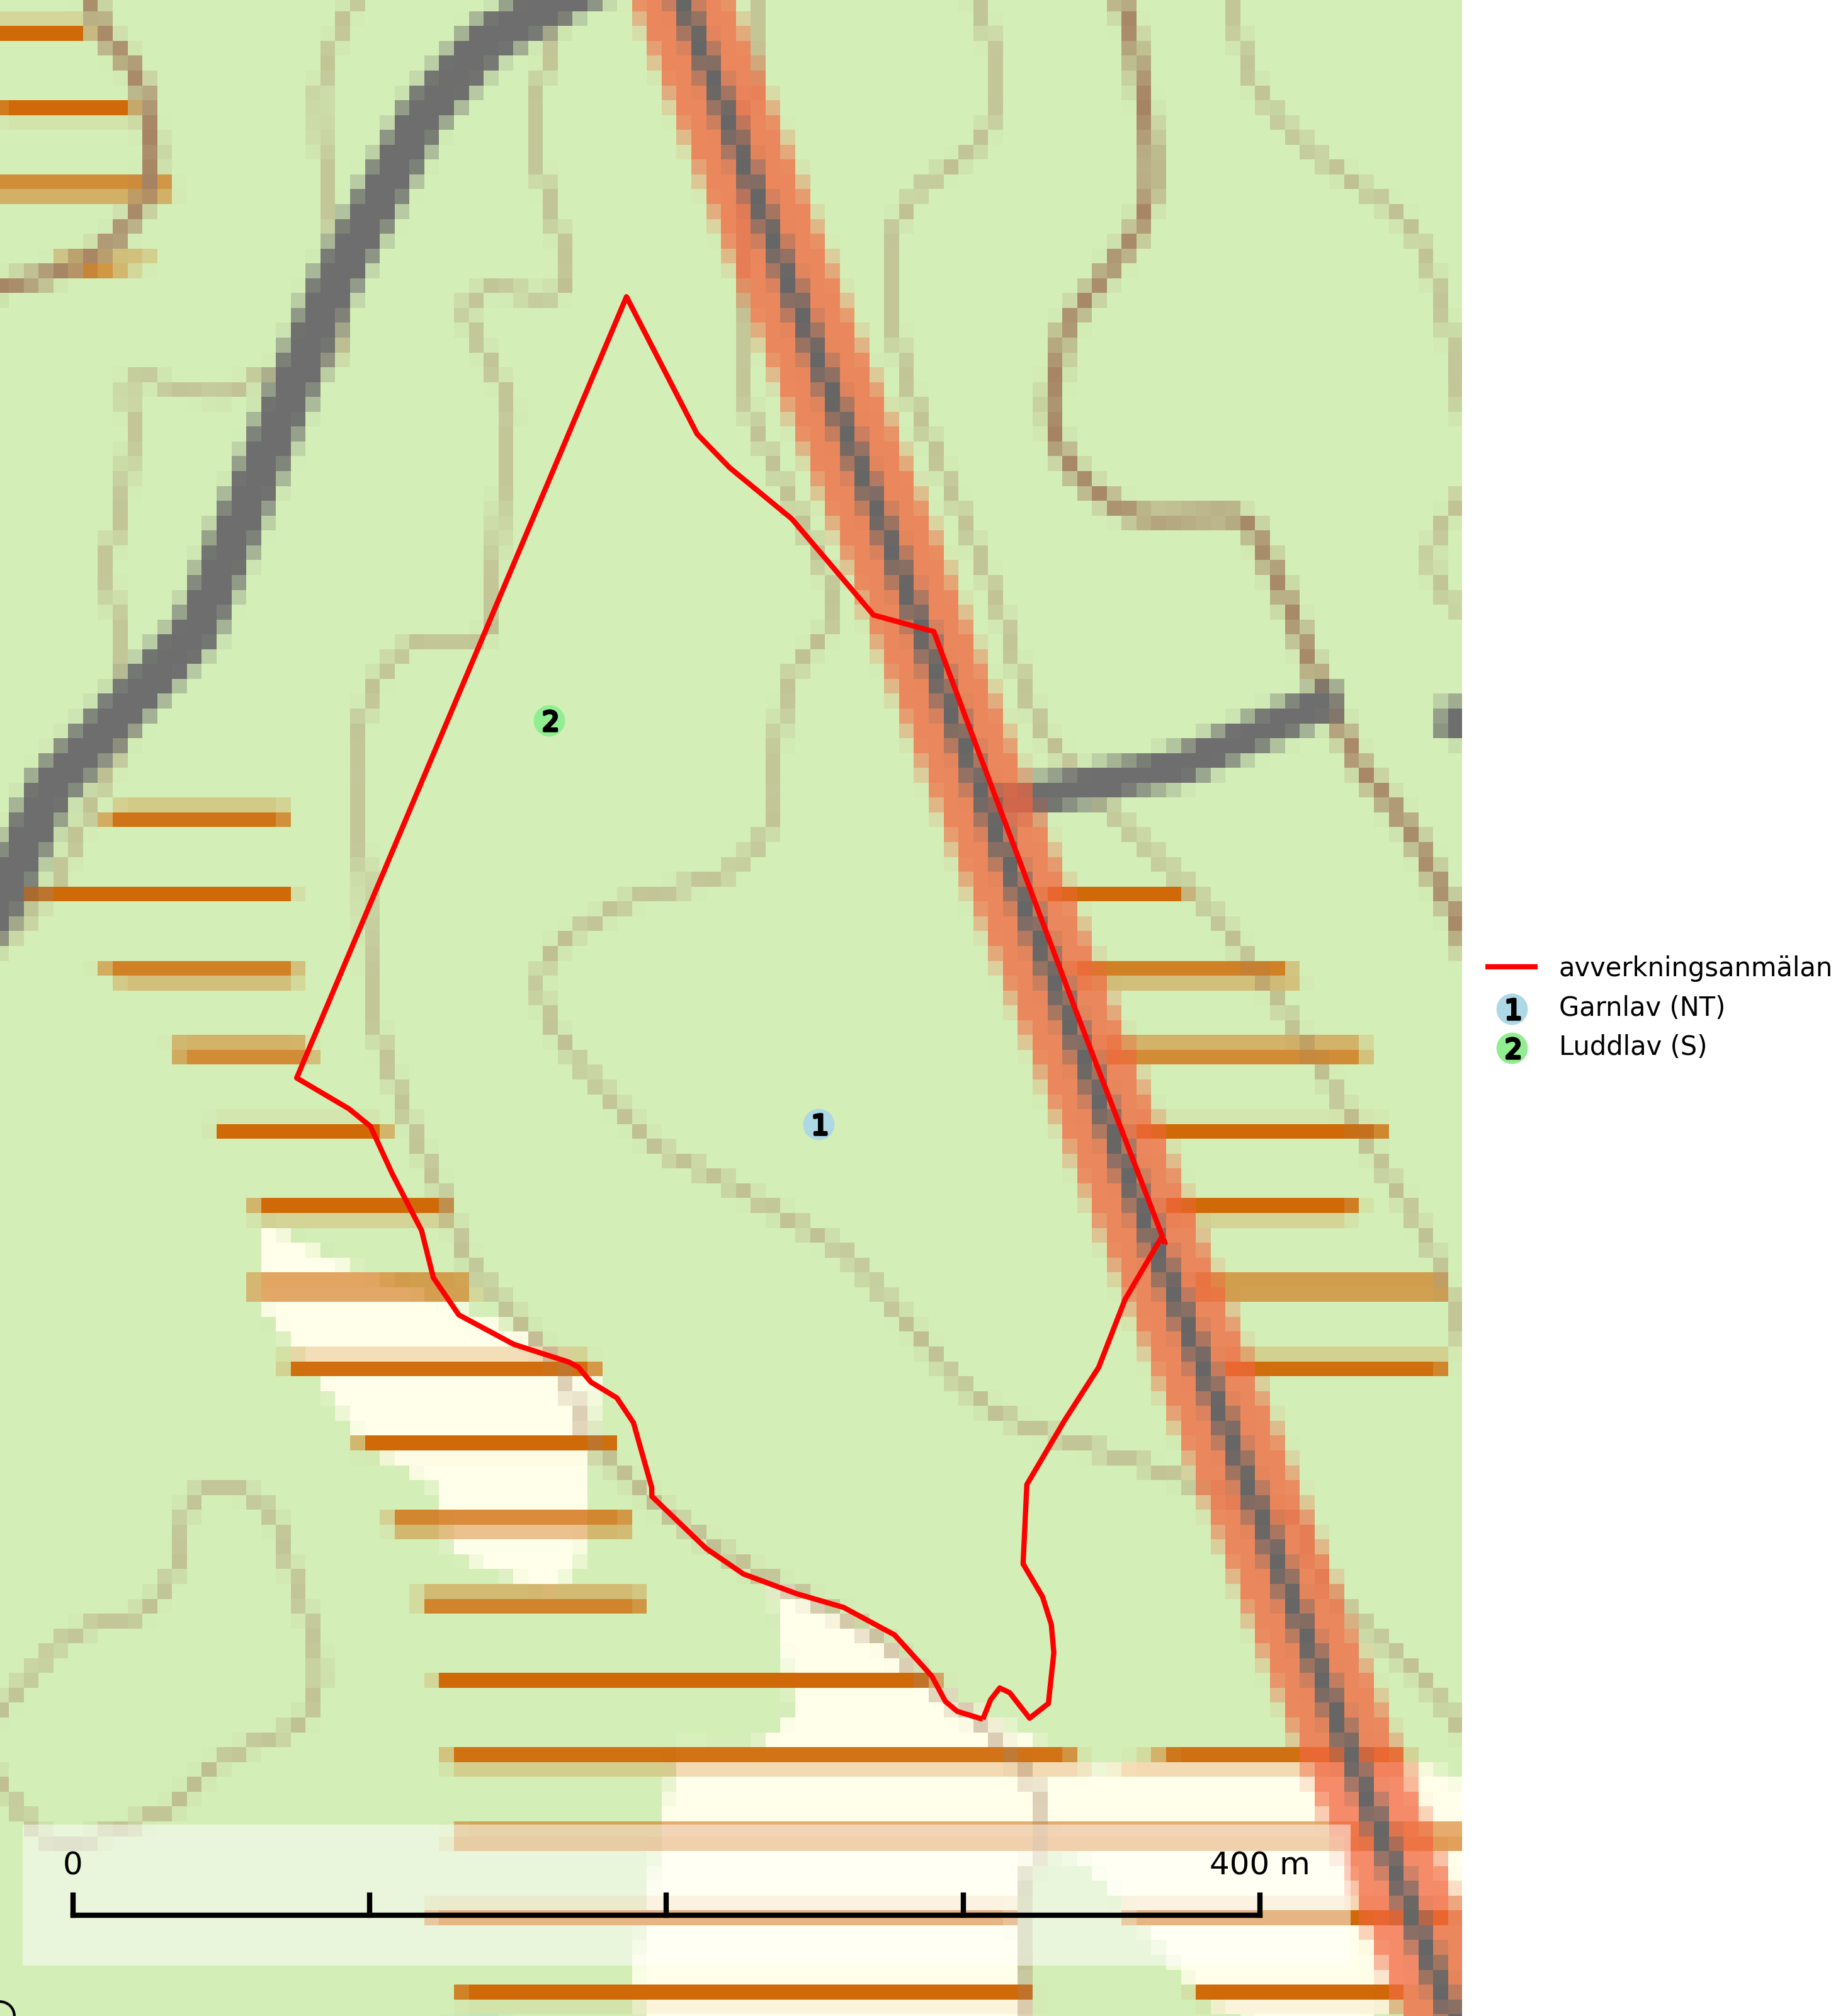 2
1
avverkningsanmälan
1 Garnlav (NT)
2 Luddlav (S)
0 400 m